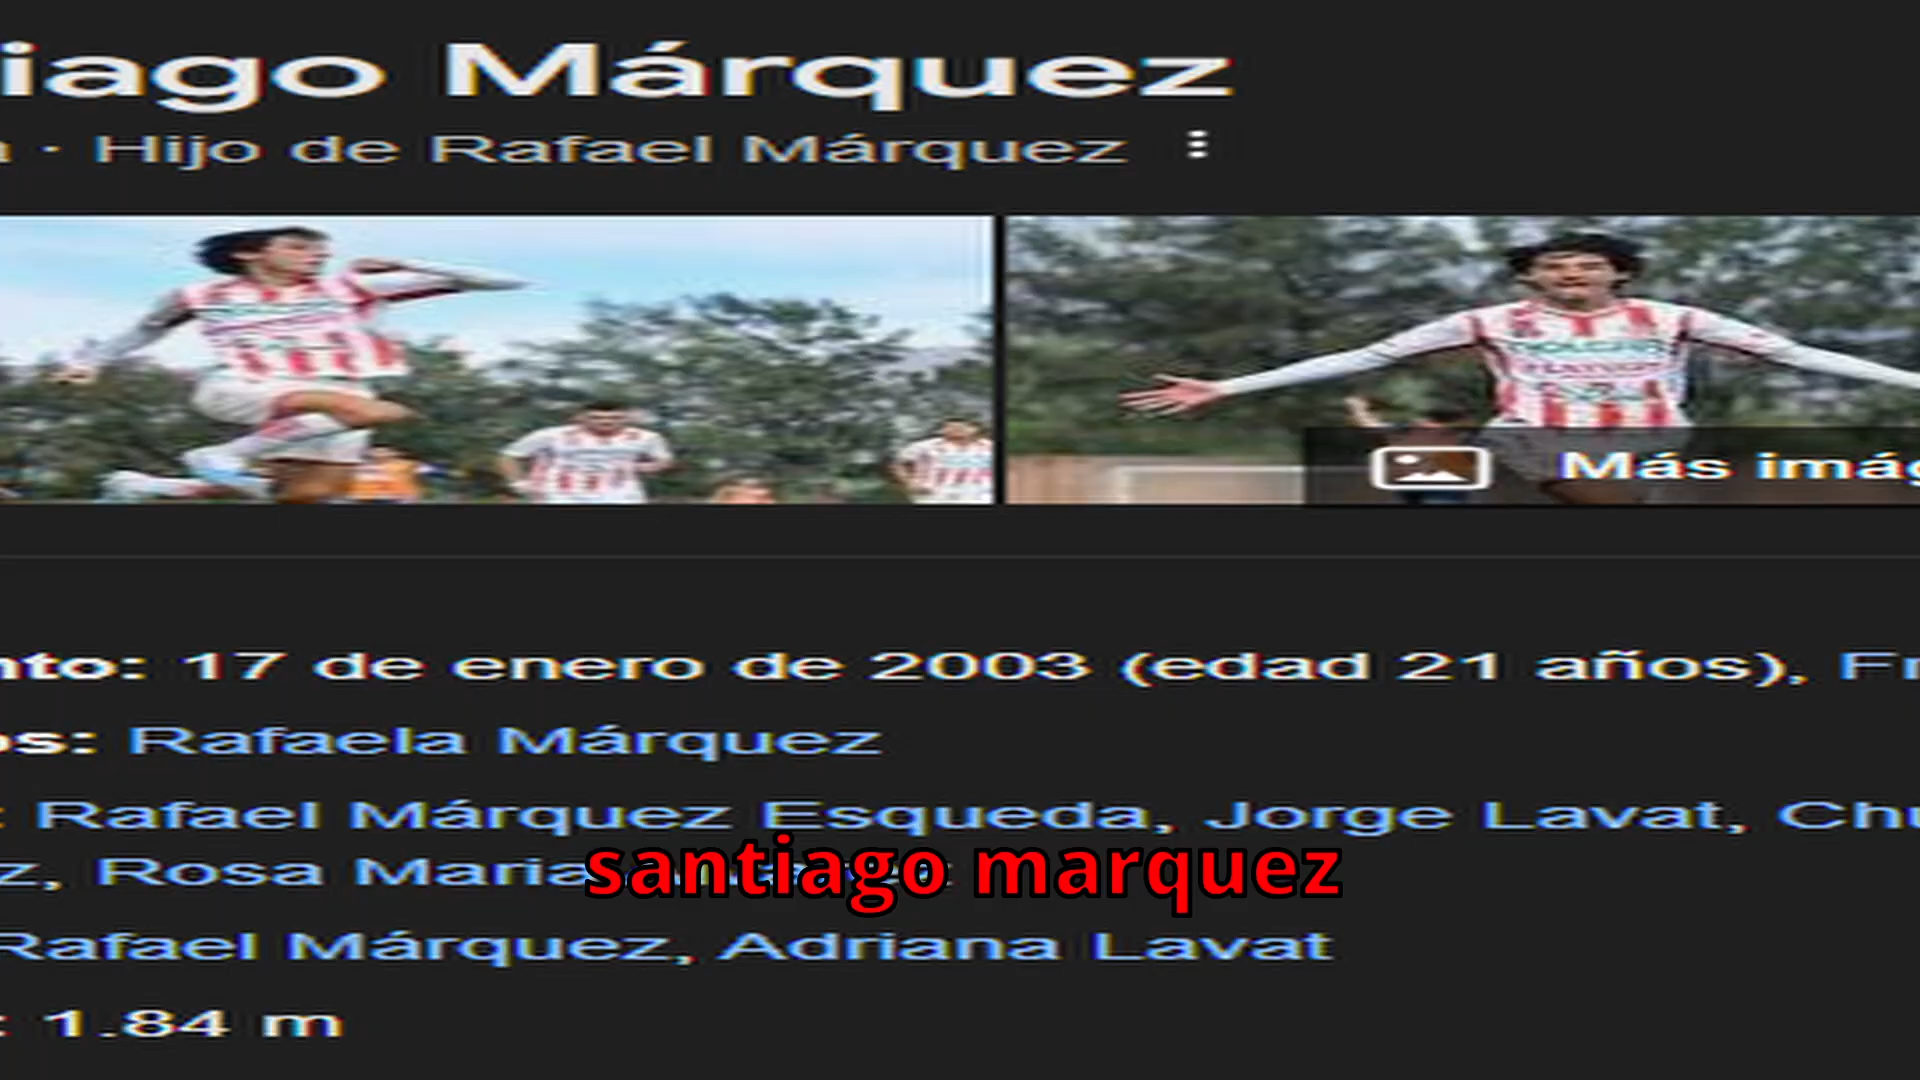 iago Márquez
· Hijo de Rafael Márquez
Más imág
nto: 17 de enero de 2003 (edad 21 años), Fr
os: Rafaela Márquez
: Rafael Márquez Esqueda, Jorge Lavat, Chu
z, Rosa Maria
santiago marquez
Rafael Márquez, Adriana Lavat
: 1.84 m